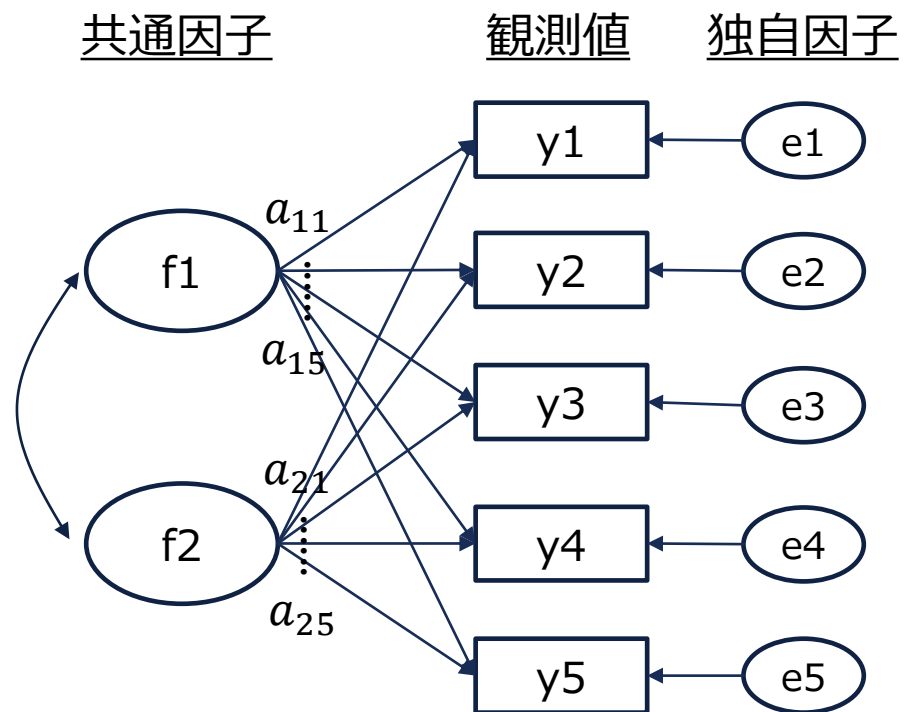 共通因子 観測値 独自因子
y1 e1
a11
f1 y2 e2
a15
y3 e3
a21
f2 y4 e4
a25
y5 e5